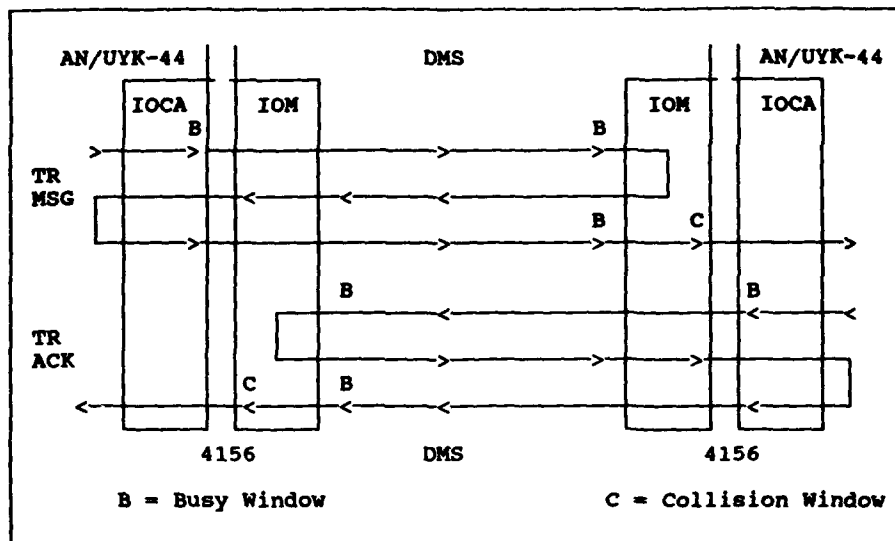 AN/UYK-44 DMS AN/UYK-44
IOCA IOM IOM IOCA
B B
TR
MSG
B C
B B
TR
ACK
C B
4156 DMS 4156
B = Busy Window C = Collision Window